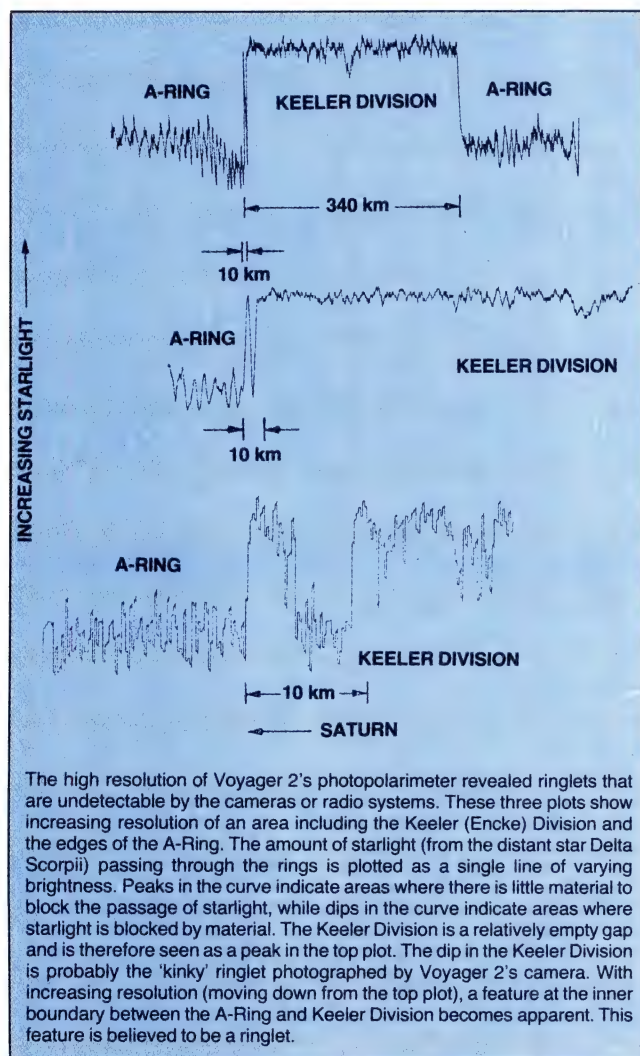 A-RING
KEELER DIVISION
A-RING
340 km
10 km
INCREASING STARLIGHT
A-RING
KEELER DIVISION
10 km
A-RING
KEELER DIVISION
10 km
SATURN
The high resolution of Voyager 2's photopolarimeter revealed ringlets that
are undetectable by the cameras or radio systems. These three plots show
increasing resolution of an area including the Keeler (Encke) Division and
the edges of the A-Ring. The amount of starlight (from the distant star Delta
Scorpii) passing through the rings is plotted as a single line of varying
brightness. Peaks in the curve indicate areas where there is little material to
block the passage of starlight, while dips in the curve indicate areas where
starlight is blocked by material. The Keeler Division is a relatively empty gap
and is therefore seen as a peak in the top plot. The dip in the Keeler Division
is probably the 'kinky' ringlet photographed by Voyager 2's camera. With
increasing resolution (moving down from the top plot), a feature at the inner
boundary between the A-Ring and Keeler Division becomes apparent. This
feature is believed to be a ringlet.